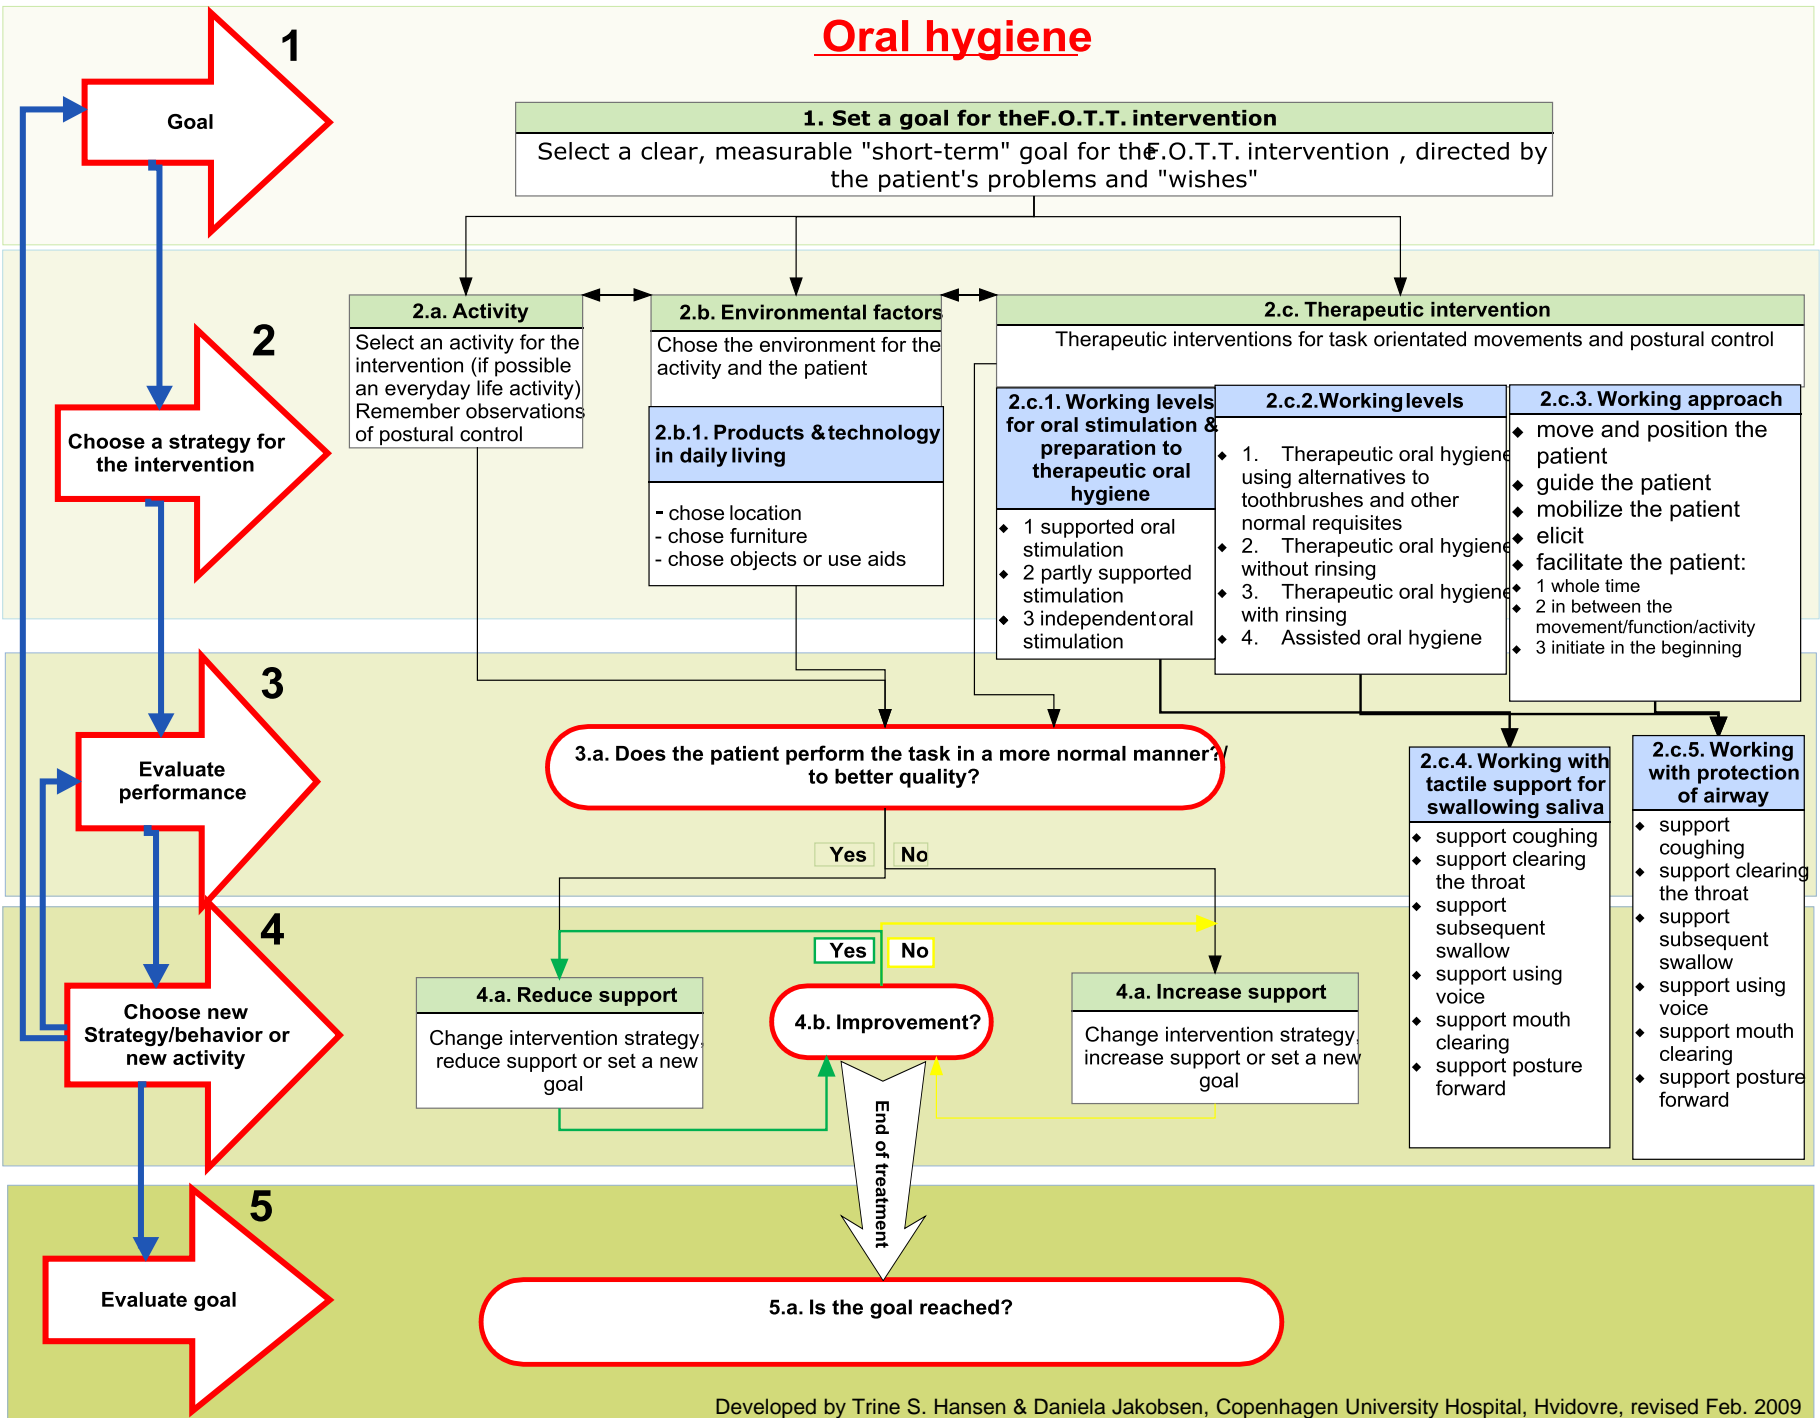 Oral hygiene
1
Goal
1. Set a goal for theF.O.T.T. intervention
Select a clear, measurable "short-term" goal for the F.O.T.T. intervention , directed by
the patient's problems and "wishes"
2
Choose a strategy for
the intervention
2.a. Activity
Select an activity for the
intervention (if possible
an everyday life activity)
Remember observations
of postural control
2.b. Environmental factors
Chose the environment for the
activity and the patient
2.b.1. Products & technology
in daily living
- chose location
- chose furniture
- chose objects or use aids
2.c. Therapeutic intervention
Therapeutic interventions for task orientated movements and postural control
2.c.1. Working levels
for oral stimulation &
preparation to
therapeutic oral
hygiene
◆ 1 supported oral
stimulation
◆ 2 partly supported
stimulation
◆ 3 independent oral
stimulation
2.c.2. Working levels
◆ 1. Therapeutic oral hygiene
using alternatives to
toothbrushes and other
normal requisites
◆ 2. Therapeutic oral hygiene
without rinsing
◆ 3. Therapeutic oral hygiene
with rinsing
◆ 4. Assisted oral hygiene
2.c.3. Working approach
◆ move and position the
patient
◆ guide the patient
◆ mobilize the patient
◆ elicit
◆ facilitate the patient:
◆ 1 whole time
◆ 2 in between the
movement/function/activity
◆ 3 initiate in the beginning
3
Evaluate
performance
3.a. Does the patient perform the task in a more normal manner?/
to better quality?
Yes No
2.c.4. Working with
tactile support for
swallowing saliva
◆ support coughing
◆ support clearing
the throat
◆ support
subsequent
swallow
◆ support using
voice
◆ support mouth
clearing
◆ support posture
forward
2.c.5. Working
with protection
of airway
◆ support
coughing
◆ support clearing
the throat
◆ support
subsequent
swallow
◆ support using
voice
◆ support mouth
clearing
◆ support posture
forward
4
Choose new
Strategy/behavior or
new activity
Yes No
4.a. Reduce support
Change intervention strategy,
reduce support or set a new
goal
4.b. Improvement?
4.a. Increase support
Change intervention strategy,
increase support or set a new
goal
End of treatment
5
Evaluate goal
5.a. Is the goal reached?
Developed by Trine S. Hansen & Daniela Jakobsen, Copenhagen University Hospital, Hvidovre, revised Feb. 2009